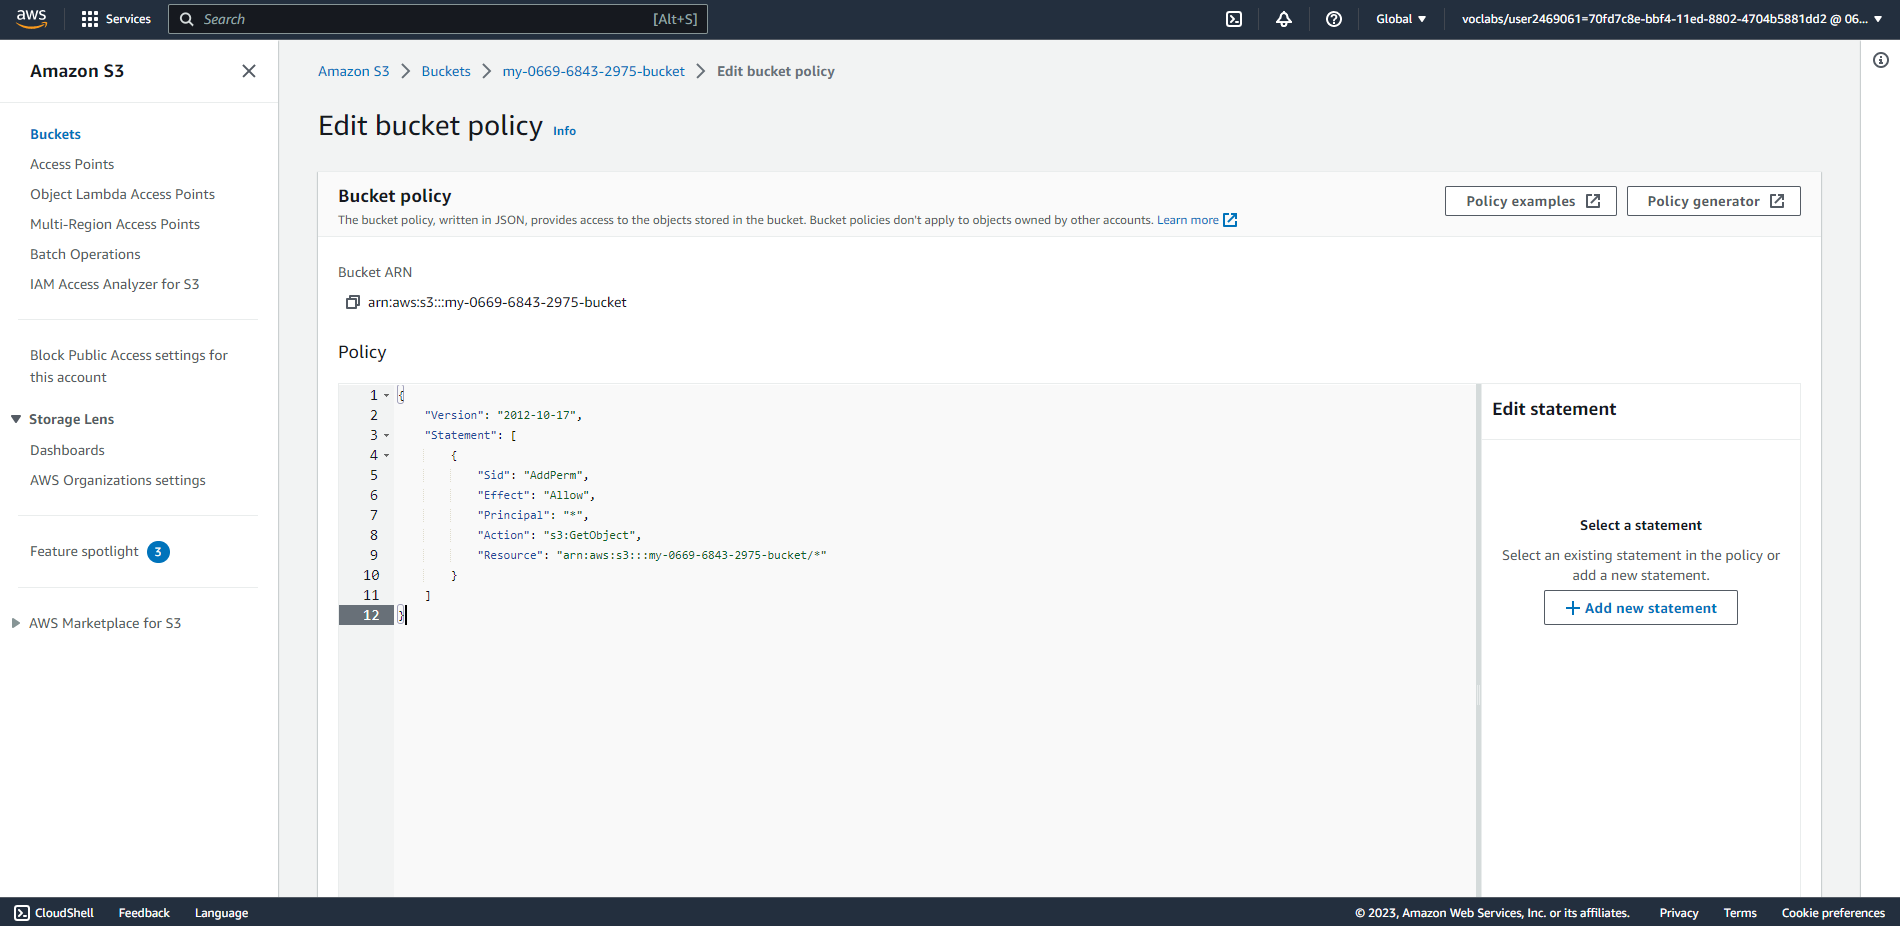 aws
Services
Search
[Alt+S]
Global
voclabs/user2469061=70fd7c8e-bbf4-11ed-8802-4704b5881dd2 @ 06...
Amazon S3
Buckets
Access Points
Object Lambda Access Points
Multi-Region Access Points
Batch Operations
IAM Access Analyzer for S3
Block Public Access settings for
this account
Storage Lens
Dashboards
AWS Organizations settings
Feature spotlight 3
AWS Marketplace for S3
Amazon S3 > Buckets > my-0669-6843-2975-bucket > Edit bucket policy
Edit bucket policy Info
Bucket policy
The bucket policy, written in JSON, provides access to the objects stored in the bucket. Bucket policies don't apply to objects owned by other accounts. Learn more
Policy examples
Policy generator
Bucket ARN
arn:aws:s3:::my-0669-6843-2975-bucket
Policy
1 {
2 "Version": "2012-10-17",
3 "Statement": [
4 {
5 "Sid": "AddPerm",
6 "Effect": "Allow",
7 "Principal": "*",
8 "Action": "s3:GetObject",
9 "Resource": "arn:aws:s3:::my-0669-6843-2975-bucket/*"
10 }
11 ]
12 }
Edit statement
Select a statement
Select an existing statement in the policy or
add a new statement.
+ Add new statement
CloudShell
Feedback
Language
© 2023, Amazon Web Services, Inc. or its affiliates.
Privacy
Terms
Cookie preferences